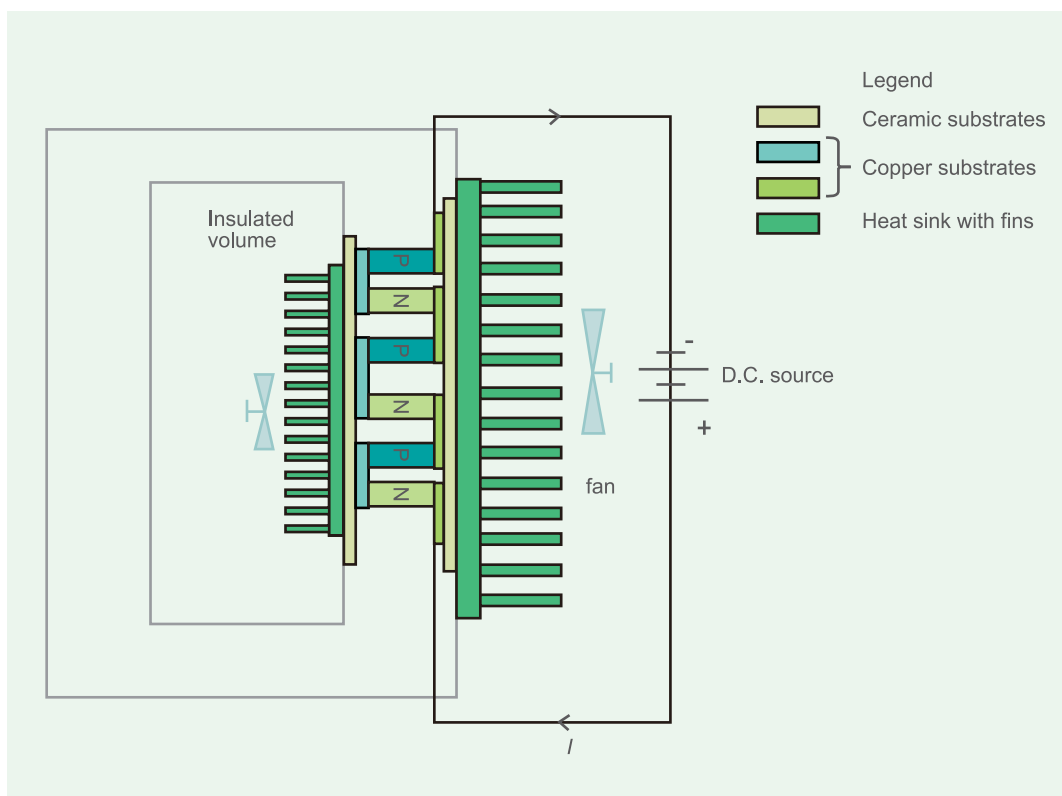 Legend
Ceramic substrates
Copper substrates
Heat sink with fins
Insulated
volume
P
N
P
N
P
N
-
D.C. source
+
fan
I